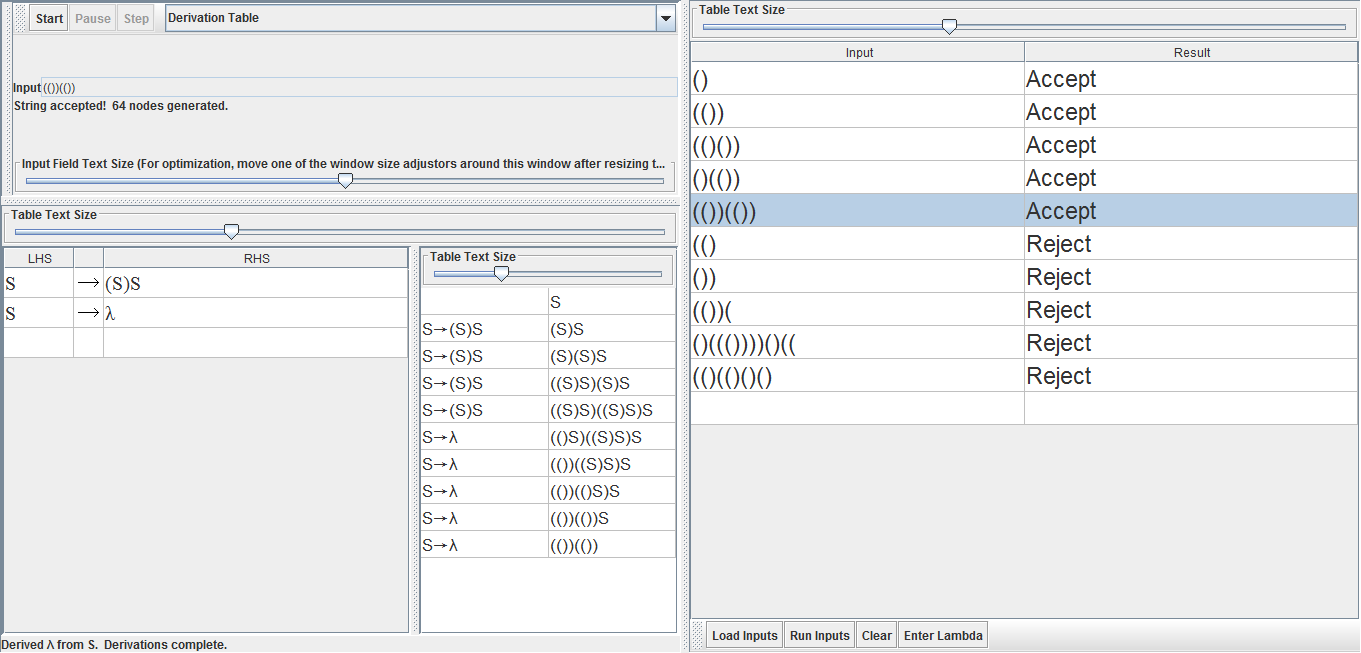 Start Pause Step Derivation Table
Input (())(())
String accepted! 64 nodes generated.
Input Field Text Size (For optimization, move one of the window size adjustors around this window after resizing t...
Table Text Size
LHS RHS
S → (S)S
S → λ
Table Text Size
S
S→(S)S (S)S
S→(S)S (S)(S)S
S→(S)S ((S)S)(S)S
S→(S)S ((S)S)((S)S)S
S→λ (()S)((S)S)S
S→λ (())((S)S)S
S→λ (())(()S)S
S→λ (())(())S
S→λ (())(())
Derived λ from S. Derivations complete.
Table Text Size
Input Result
() Accept
(()) Accept
(()()) Accept
()(()) Accept
(())(()) Accept
(() Reject
()) Reject
(())( Reject
()((())))()(( Reject
(()(()()() Reject
Load Inputs Run Inputs Clear Enter Lambda